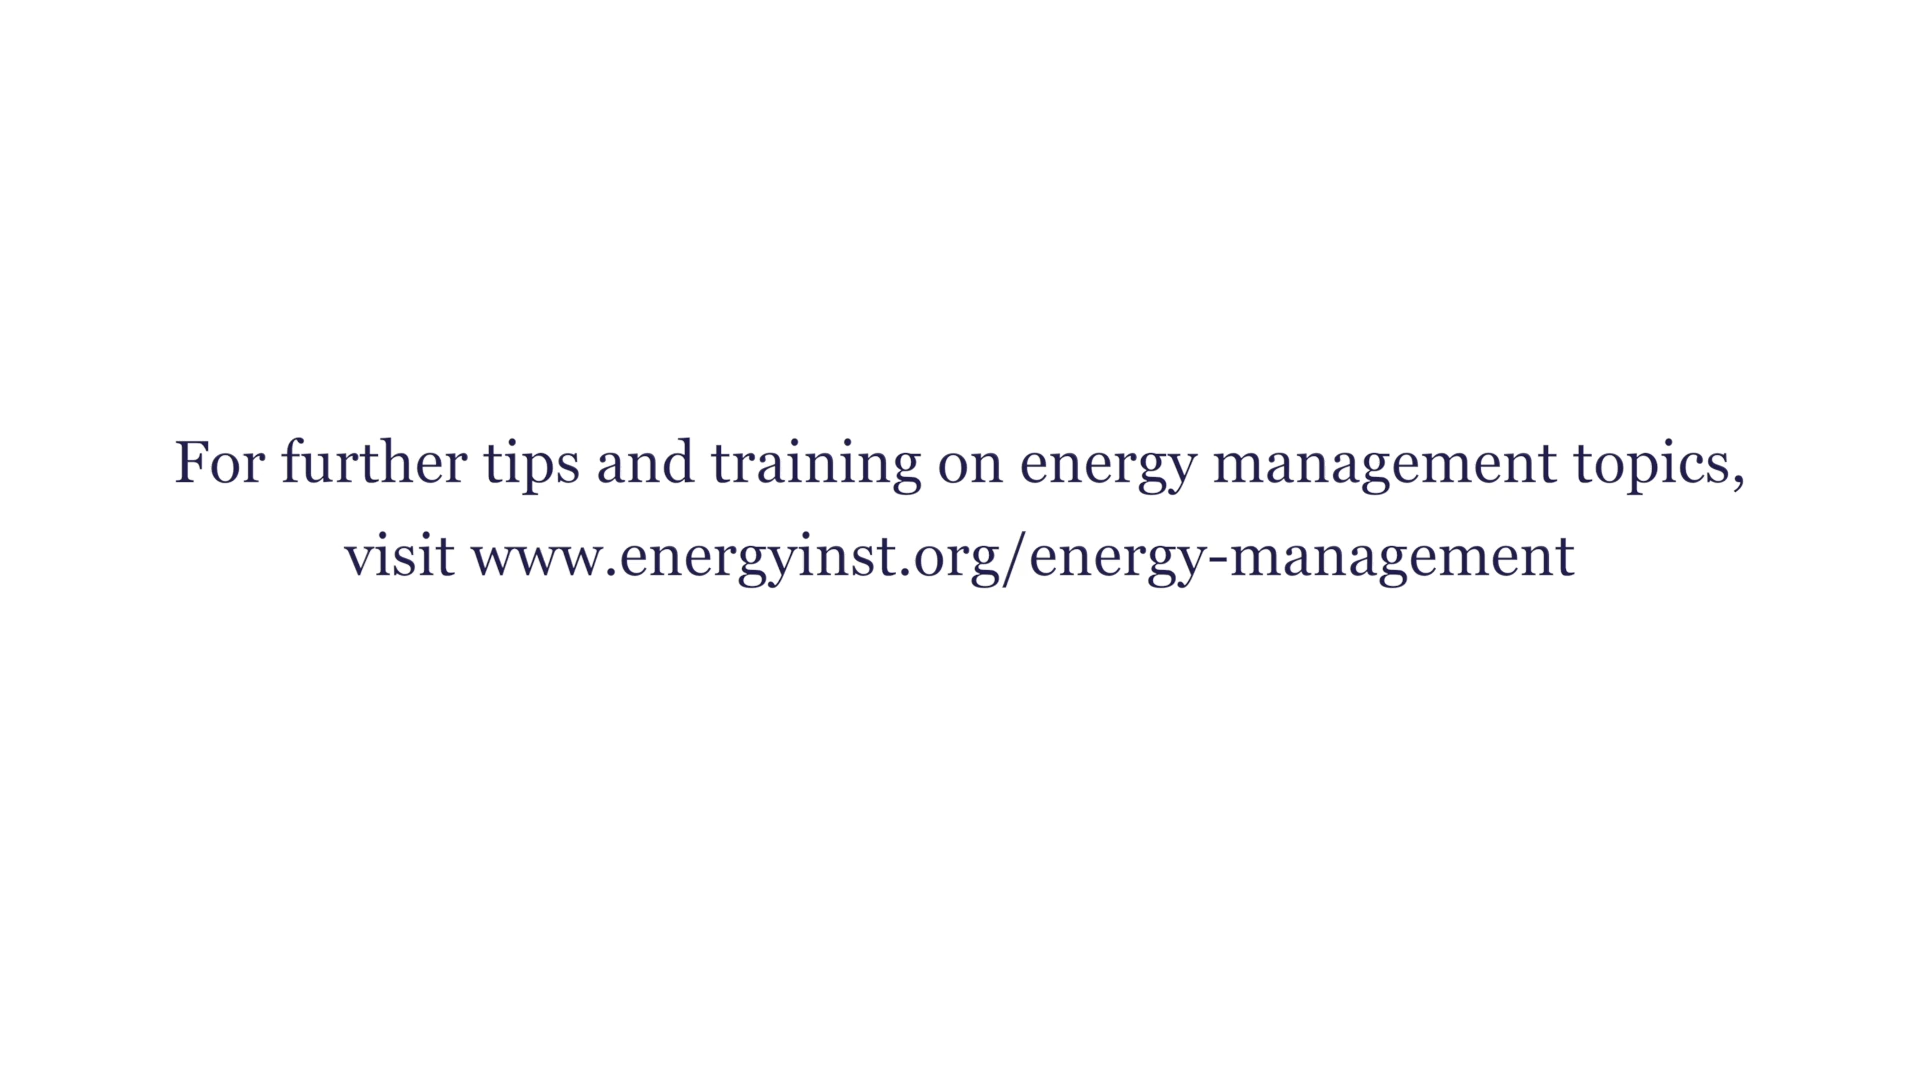 For further tips and training on energy management topics,
visit www.energyinst.org/energy-management